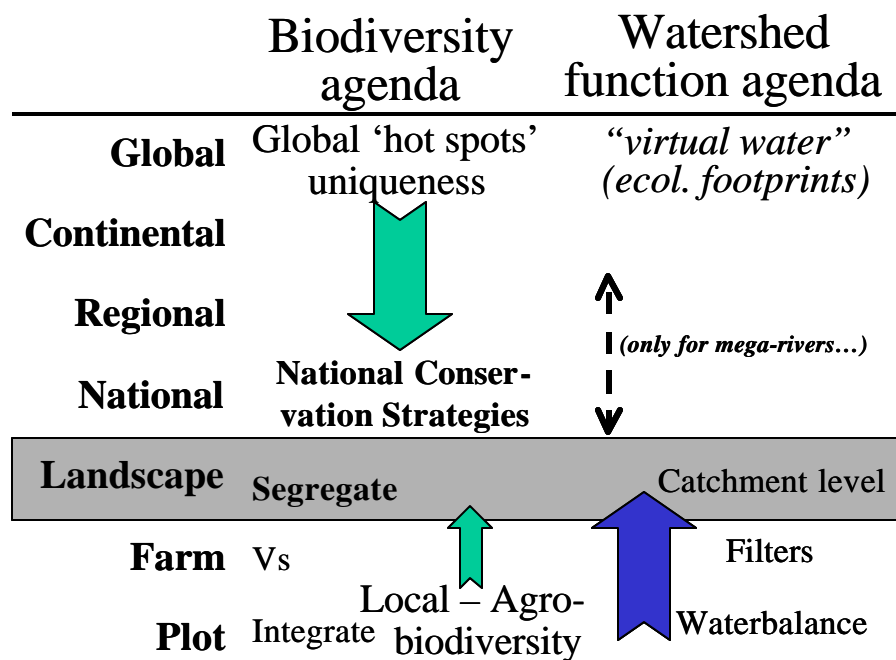 Biodiversity agenda
Watershed function agenda
Global
Global ‘hot spots’
uniqueness
“virtual water”
(ecol. footprints)
Continental
Regional
(only for mega-rivers…)
National
National Conser-
vation Strategies
Landscape
Segregate
Catchment level
Farm
Vs
Filters
Plot
Integrate
Local – Agro-
biodiversity
Waterbalance